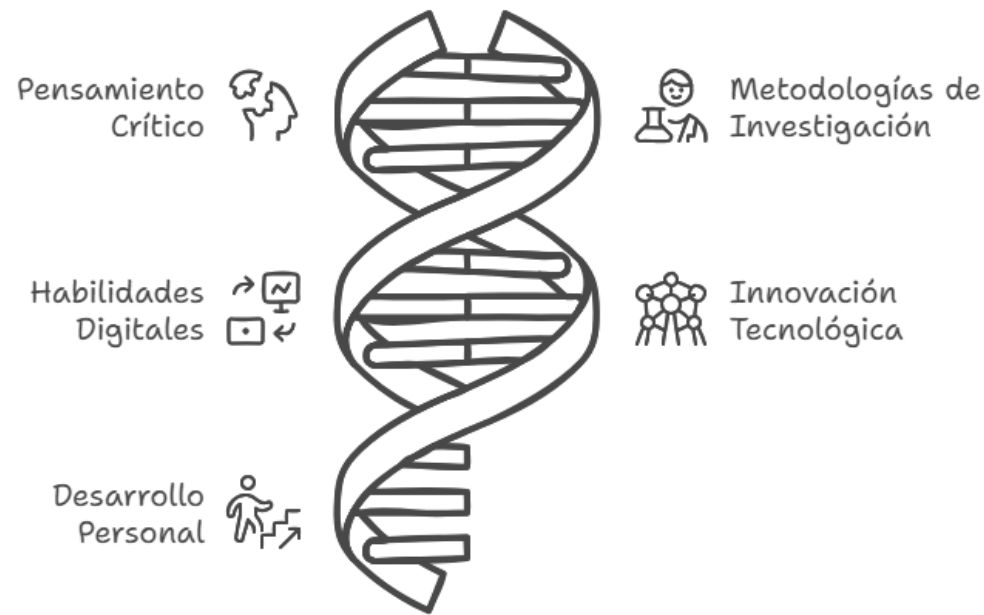 Pensamiento
Crítico
Metodologías de
Investigación
Habilidades
Digitales
Innovación
Tecnológica
Desarrollo
Personal